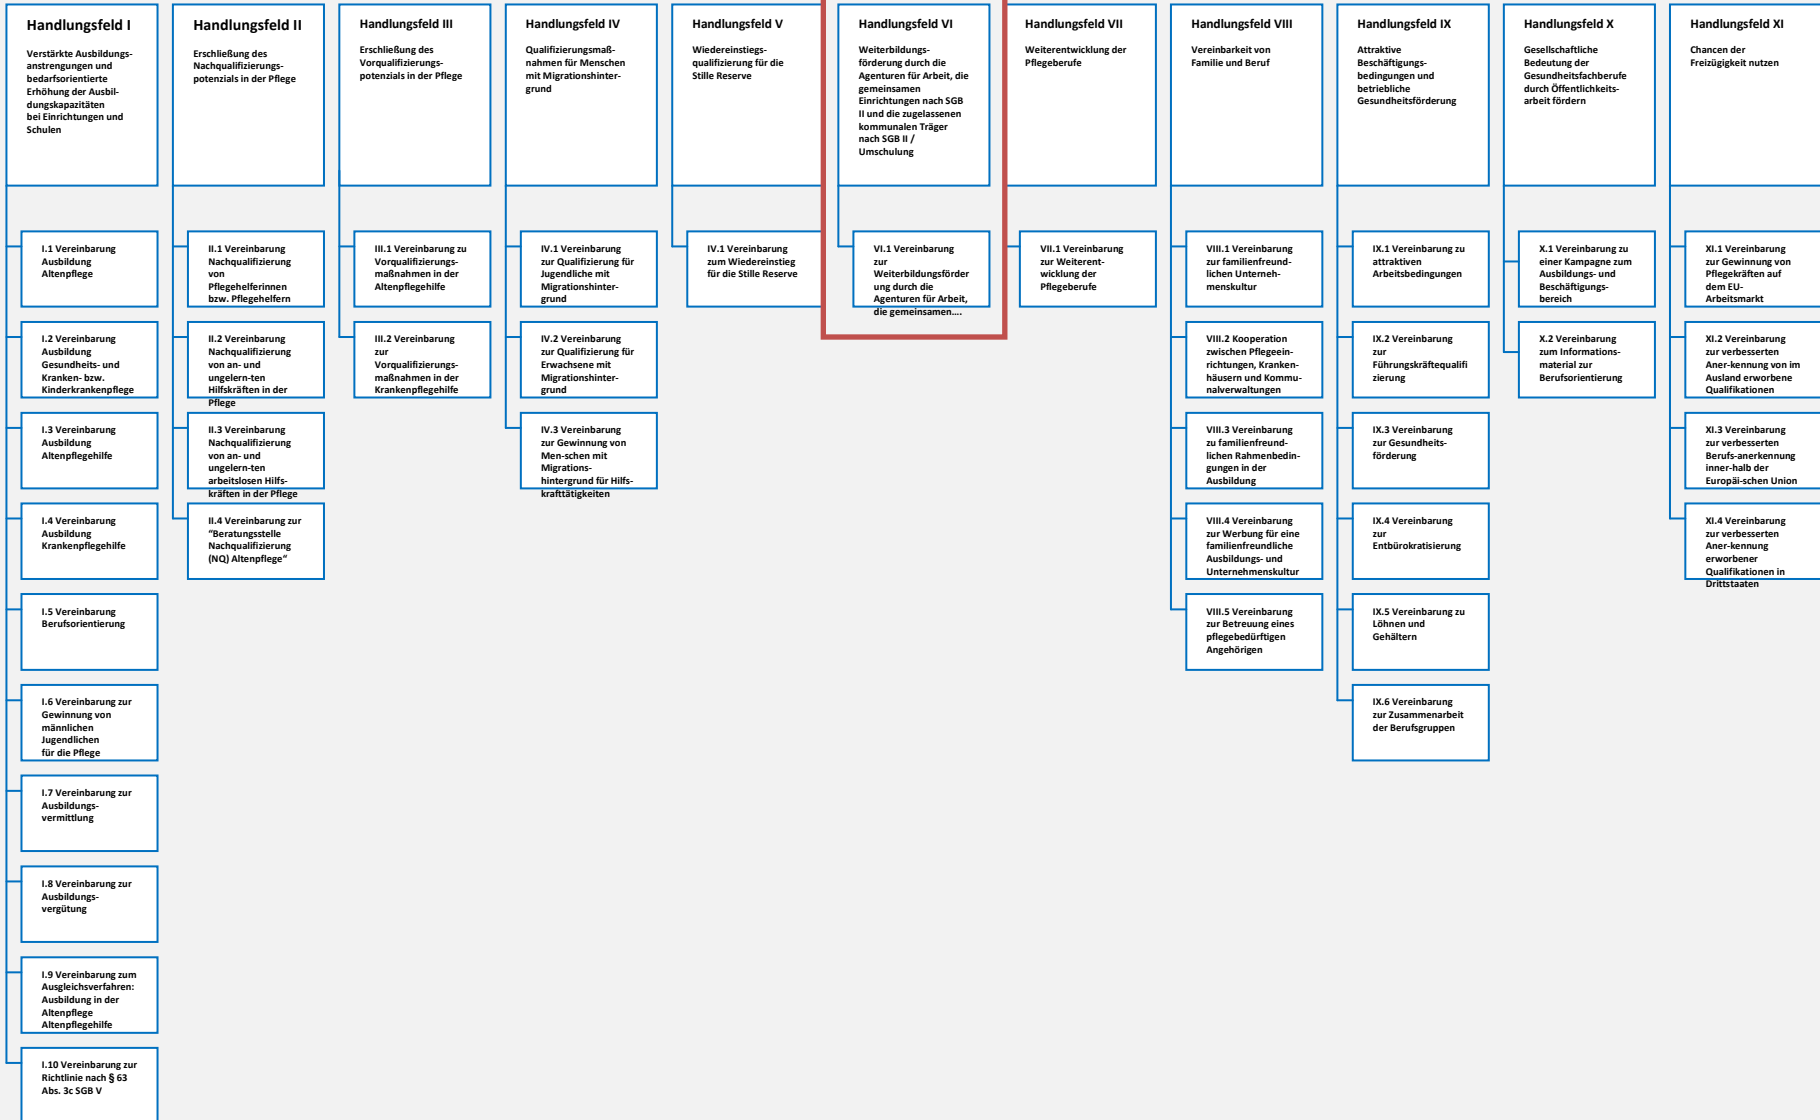 Handlungsfeld I
Verstärkte Ausbildungs-
anstrengungen und
bedarfsorientierte
Erhöhung der Ausbil-
dungskapazitäten
bei Einrichtungen und
Schulen
I.1 Vereinbarung
Ausbildung
Altenpflege
I.2 Vereinbarung
Ausbildung
Gesundheits- und
Kranken- bzw.
Kinderkrankenpflege
I.3 Vereinbarung
Ausbildung
Altenpflegehilfe
I.4 Vereinbarung
Ausbildung
Krankenpflegehilfe
I.5 Vereinbarung
Berufsorientierung
I.6 Vereinbarung zur
Gewinnung von
männlichen
Jugendlichen
für die Pflege
I.7 Vereinbarung zur
Ausbildungs-
vermittlung
I.8 Vereinbarung zur
Ausbildungs-
vergütung
I.9 Vereinbarung zum
Ausgleichsverfahren:
Ausbildung in der
Altenpflege
Altenpflegehilfe
I.10 Vereinbarung zur
Richtlinie nach § 63
Abs. 3c SGB V
Handlungsfeld II
Erschließung des
Nachqualifizierungs-
potenzials in der Pflege
II.1 Vereinbarung
Nachqualifizierung
von
Pflegehelferinnen
bzw. Pflegehelfern
II.2 Vereinbarung
Nachqualifizierung
von an- und
ungelern-ten
Hilfskräften in der
Pflege
II.3 Vereinbarung
Nachqualifizierung
von an- und
ungelern-ten
arbeitslosen Hilfs-
kräften in der Pflege
II.4 Vereinbarung zur
"Beratungsstelle
Nachqualifizierung
(NQ) Altenpflege"
Handlungsfeld III
Erschließung des
Vorqualifizierungs-
potenzials in der Pflege
III.1 Vereinbarung zu
Vorqualifizierungs-
maßnahmen in der
Altenpflegehilfe
III.2 Vereinbarung
zur
Vorqualifizierungs-
maßnahmen in der
Krankenpflegehilfe
Handlungsfeld IV
Qualifizierungsmaß-
nahmen für Menschen
mit Migrationshinter-
grund
IV.1 Vereinbarung
zur Qualifizierung für
Jugendliche mit
Migrationshinter-
grund
IV.2 Vereinbarung
zur Qualifizierung für
Erwachsene mit
Migrationshinter-
grund
IV.3 Vereinbarung
zur Gewinnung von
Men-schen mit
Migrations-
hintergrund für Hilfs-
krafttätigkeiten
Handlungsfeld V
Wiedereinstiegs-
qualifizierung für die
Stille Reserve
IV.1 Vereinbarung
zum Wiedereinstieg
für die Stille Reserve
Handlungsfeld VI
Weiterbildungs-
förderung durch die
Agenturen für Arbeit, die
gemeinsamen
Einrichtungen nach SGB
II und die zugelassenen
kommunalen Träger
nach SGB II /
Umschulung
VI.1 Vereinbarung
zur
Weiterbildungsförder
ung durch die
Agenturen für Arbeit,
die gemeinsamen....
Handlungsfeld VII
Weiterentwicklung der
Pflegeberufe
VII.1 Vereinbarung
zur Weiterent-
wicklung der
Pflegeberufe
Handlungsfeld VIII
Vereinbarkeit von
Familie und Beruf
VIII.1 Vereinbarung
zur familienfreund-
lichen Unterneh-
menskultur
VIII.2 Kooperation
zwischen Pflegeein-
richtungen, Kranken-
häusern und Kommu-
nalverwaltungen
VIII.3 Vereinbarung
zu familienfreund-
lichen Rahmenbedin-
gungen in der
Ausbildung
VIII.4 Vereinbarung
zur Werbung für eine
familienfreundliche
Ausbildungs- und
Unternehmenskultur
VIII.5 Vereinbarung
zur Betreuung eines
pflegebedürftigen
Angehörigen
Handlungsfeld IX
Attraktive
Beschäftigungs-
bedingungen und
betriebliche
Gesundheitsförderung
IX.1 Vereinbarung zu
attraktiven
Arbeitsbedingungen
IX.2 Vereinbarung
zur
Führungskräftequalifi
zierung
IX.3 Vereinbarung
zur Gesundheits-
förderung
IX.4 Vereinbarung
zur
Entbürokratisierung
IX.5 Vereinbarung zu
Löhnen und
Gehältern
IX.6 Vereinbarung
zur Zusammenarbeit
der Berufsgruppen
Handlungsfeld X
Gesellschaftliche
Bedeutung der
Gesundheitsfachberufe
durch Öffentlichkeits-
arbeit fördern
X.1 Vereinbarung zu
einer Kampagne zum
Ausbildungs- und
Beschäftigungs-
bereich
X.2 Vereinbarung
zum Informations-
material zur
Berufsorientierung
Handlungsfeld XI
Chancen der
Freizügigkeit nutzen
XI.1 Vereinbarung
zur Gewinnung von
Pflegekräften auf
dem EU-
Arbeitsmarkt
XI.2 Vereinbarung
zur verbesserten
Aner-kennung von im
Ausland erworbene
Qualifikationen
XI.3 Vereinbarung
zur verbesserten
Berufs-anerkennung
inner-halb der
Europäi-schen Union
XI.4 Vereinbarung
zur verbesserten
Aner-kennung
erworbener
Qualifikationen in
Drittstaaten